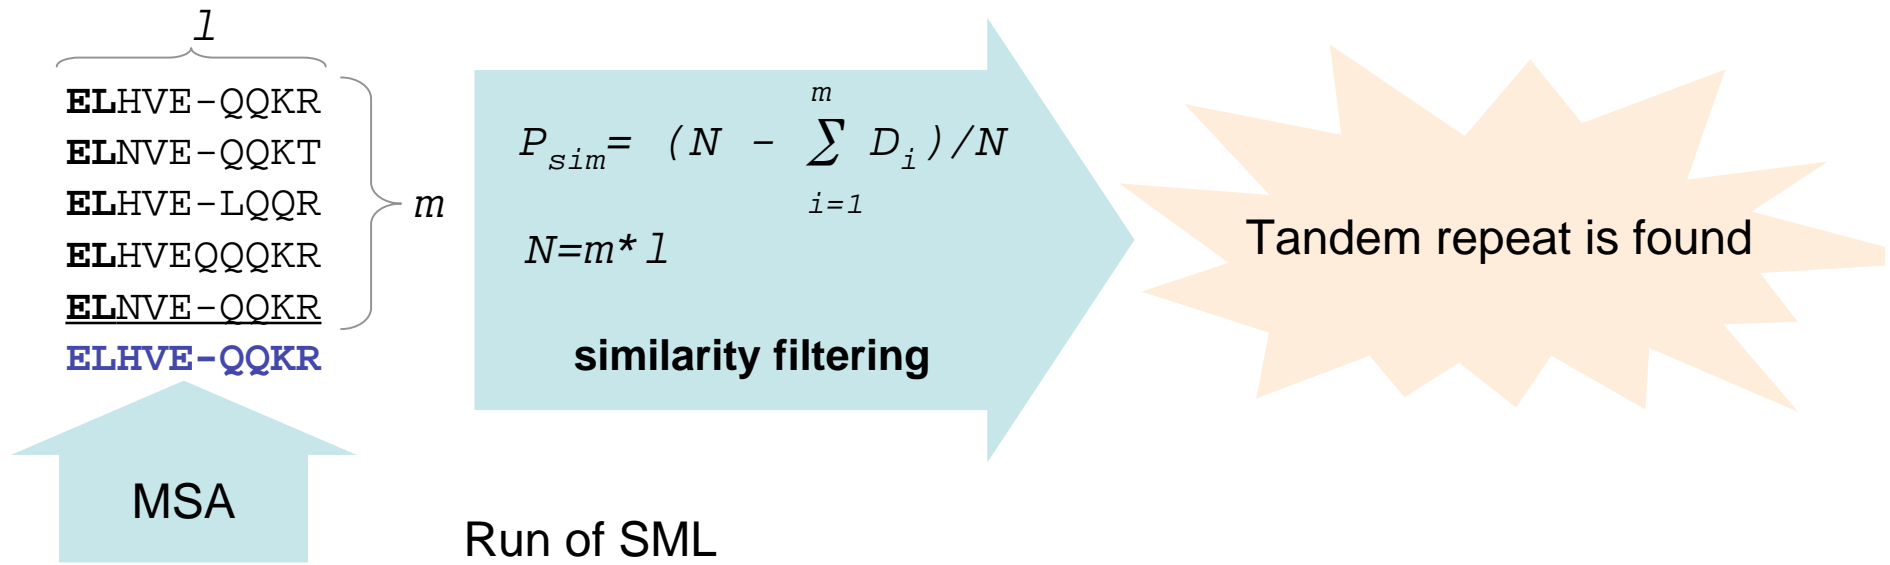 l
ELHVE-QQKR
ELNVE-QQKT
ELHVE-LQQR
ELHVEQQQKR
ELNVE-QQKR
ELHVE-QQKR
m
MSA
m
P_sim= (N - ∑ D_i)/N
i=1
N=m*l
similarity filtering
Run of SML
Tandem repeat is found